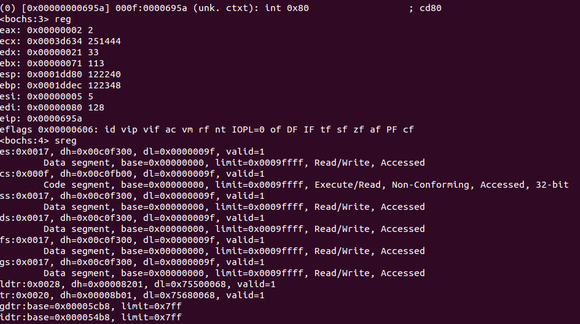 (0) [0x00000000695a] 000f:0000695a (unk. ctxt): int 0x80 ; cd80
<bochs:3> reg
eax: 0x00000002 2
ecx: 0x0003d634 251444
edx: 0x00000021 33
ebx: 0x00000071 113
esp: 0x0001dd80 122240
ebp: 0x0001ddec 122348
esi: 0x00000005 5
edi: 0x00000080 128
eip: 0x0000695a
eflags 0x00000606: id vip vif ac vm rf nt IOPL=0 of DF IF tf sf zf af PF cf
<bochs:4> sreg
es:0x0017, dh=0x00c0f300, dl=0x0000009f, valid=1
Data segment, base=0x00000000, limit=0x0009ffff, Read/Write, Accessed
cs:0x000f, dh=0x00c0fb00, dl=0x0000009f, valid=1
Code segment, base=0x00000000, limit=0x0009ffff, Execute/Read, Non-Conforming, Accessed, 32-bit
ss:0x0017, dh=0x00c0f300, dl=0x0000009f, valid=1
Data segment, base=0x00000000, limit=0x0009ffff, Read/Write, Accessed
ds:0x0017, dh=0x00c0f300, dl=0x0000009f, valid=1
Data segment, base=0x00000000, limit=0x0009ffff, Read/Write, Accessed
fs:0x0017, dh=0x00c0f300, dl=0x0000009f, valid=1
Data segment, base=0x00000000, limit=0x0009ffff, Read/Write, Accessed
gs:0x0017, dh=0x00c0f300, dl=0x0000009f, valid=1
Data segment, base=0x00000000, limit=0x0009ffff, Read/Write, Accessed
ldtr:0x0028, dh=0x00008201, dl=0x75500068, valid=1
tr:0x0020, dh=0x00008b01, dl=0x75680068, valid=1
gdtr:base=0x00005cb8, limit=0x7ff
idtr:base=0x000054b8, limit=0x7ff